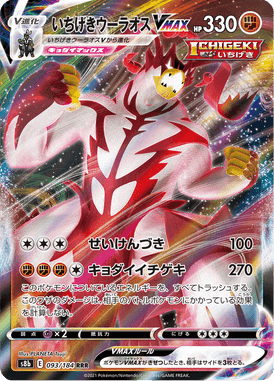 V進化 いちげきウーラオスVMAX HP 330
いちげきウーラオスVから進化
キョダイマックス
ICHIGEKI
いちげき
せいけんづき 100
キョダイイチゲキ 270
このポケモンについているエネルギーを、すべてトラッシュする。
このワザのダメージは、相手のバトルポケモンにかかっている効果
を計算しない。
弱点 ×2 抵抗力 にげる
illus. PLANETA Tsuji
VMAXルール
s8b E 093/184 RRR
VMAXポケモンがきぜつしたとき、相手はサイドを3枚とる。